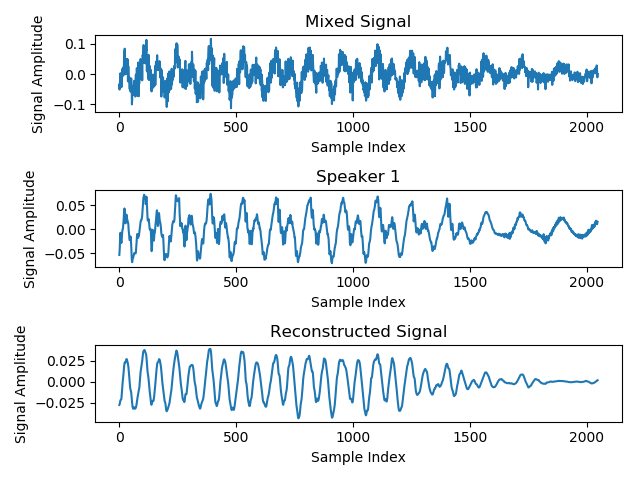 Mixed Signal
Signal Amplitude
0.1
0.0
−0.1
0
500
1000
1500
2000
Sample Index
Speaker 1
Signal Amplitude
0.05
0.00
−0.05
0
500
1000
1500
2000
Sample Index
Reconstructed Signal
Signal Amplitude
0.025
0.000
−0.025
0
500
1000
1500
2000
Sample Index